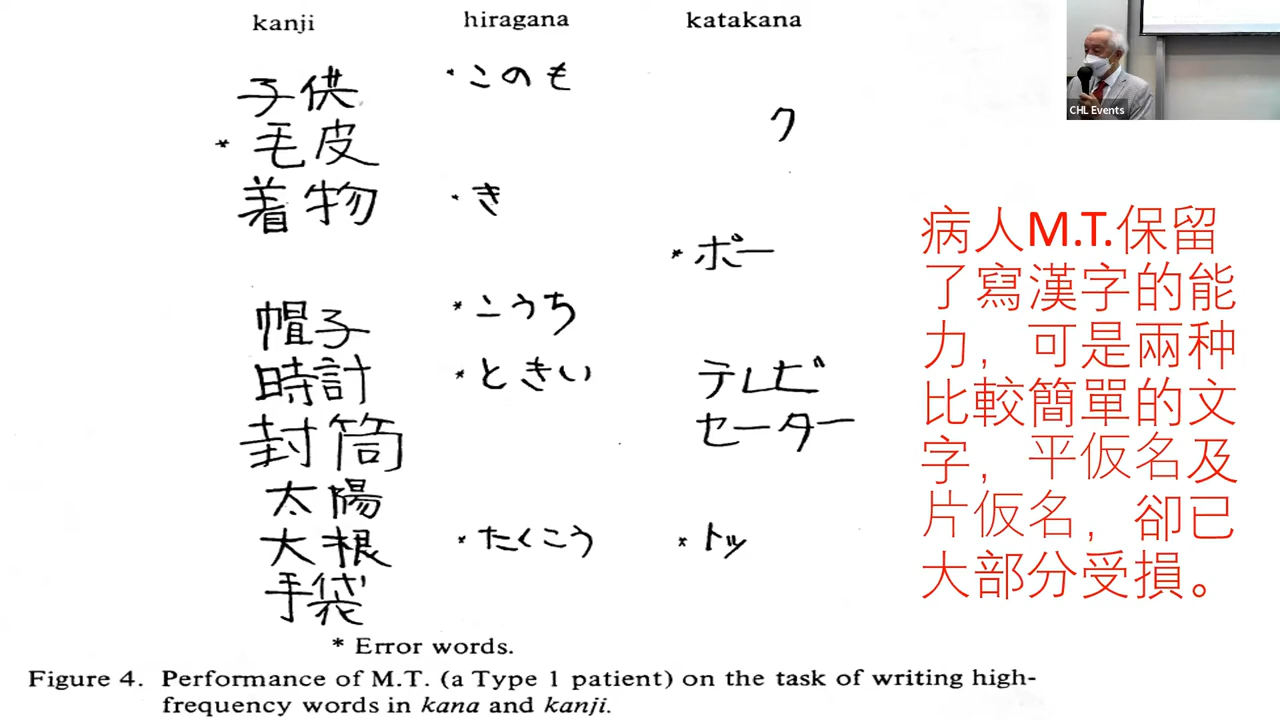 kanji hiragana katakana
子供 *このも
ク
* 毛皮
着物 *き
* ポー
帽子 *こうち
時計 *ときい テレビ
封筒 セーター
太陽
大根 *たくこう * トッ
手袋
* Error words.
Figure 4. Performance of M.T. (a Type 1 patient) on the task of writing high-
frequency words in kana and kanji.
CHL Events
病人M.T.保留
了寫漢字的能
力，可是兩种
比較簡單的文
字，平仮名及
片仮名，卻已
大部分受損。